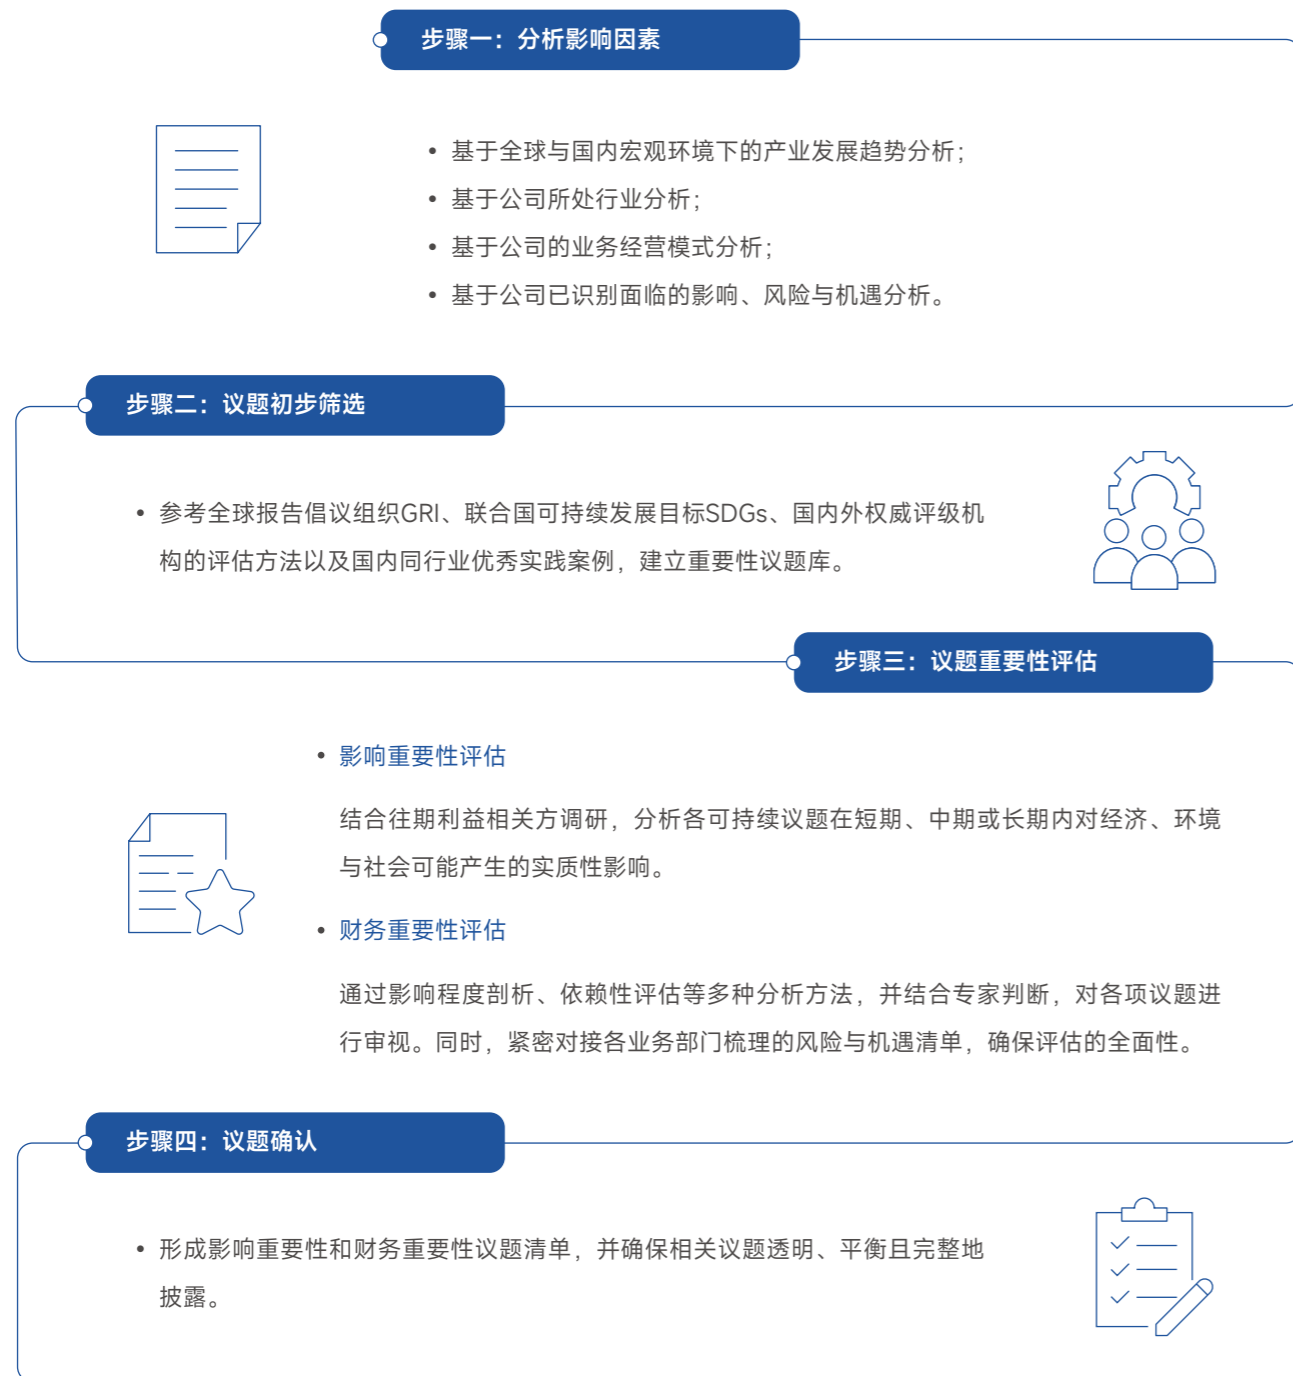 步骤一：分析影响因素
• 基于全球与国内宏观环境下的产业发展趋势分析；
• 基于公司所处行业分析；
• 基于公司的业务经营模式分析；
• 基于公司已识别面临的影响、风险与机遇分析。
步骤二：议题初步筛选
• 参考全球报告倡议组织GRI、联合国可持续发展目标SDGs、国内外权威评级机
构的评估方法以及国内同行业优秀实践案例，建立重要性议题库。
步骤三：议题重要性评估
• 影响重要性评估
结合往期利益相关方调研，分析各可持续议题在短期、中期或长期内对经济、环境
与社会可能产生的实质性影响。
• 财务重要性评估
通过影响程度剖析、依赖性评估等多种分析方法，并结合专家判断，对各项议题进
行审视。同时，紧密对接各业务部门梳理的风险与机遇清单，确保评估的全面性。
步骤四：议题确认
• 形成影响重要性和财务重要性议题清单，并确保相关议题透明、平衡且完整地
披露。